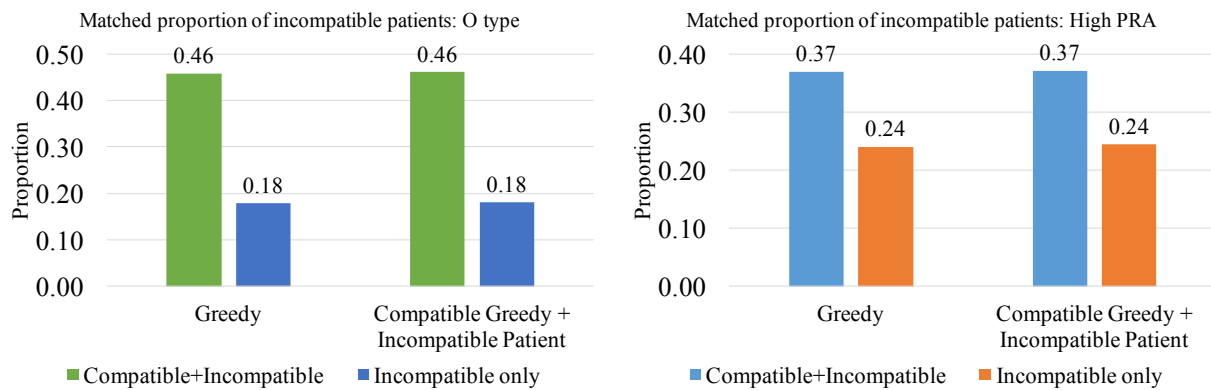 Matched proportion of incompatible patients: O type
Proportion
0.50
0.40
0.30
0.20
0.10
0.00
0.46
0.18
0.46
0.18
Greedy
Compatible Greedy +
Incompatible Patient
Compatible+Incompatible
Incompatible only
Matched proportion of incompatible patients: High PRA
Proportion
0.40
0.30
0.20
0.10
0.00
0.37
0.24
0.37
0.24
Greedy
Compatible Greedy +
Incompatible Patient
Compatible+Incompatible
Incompatible only